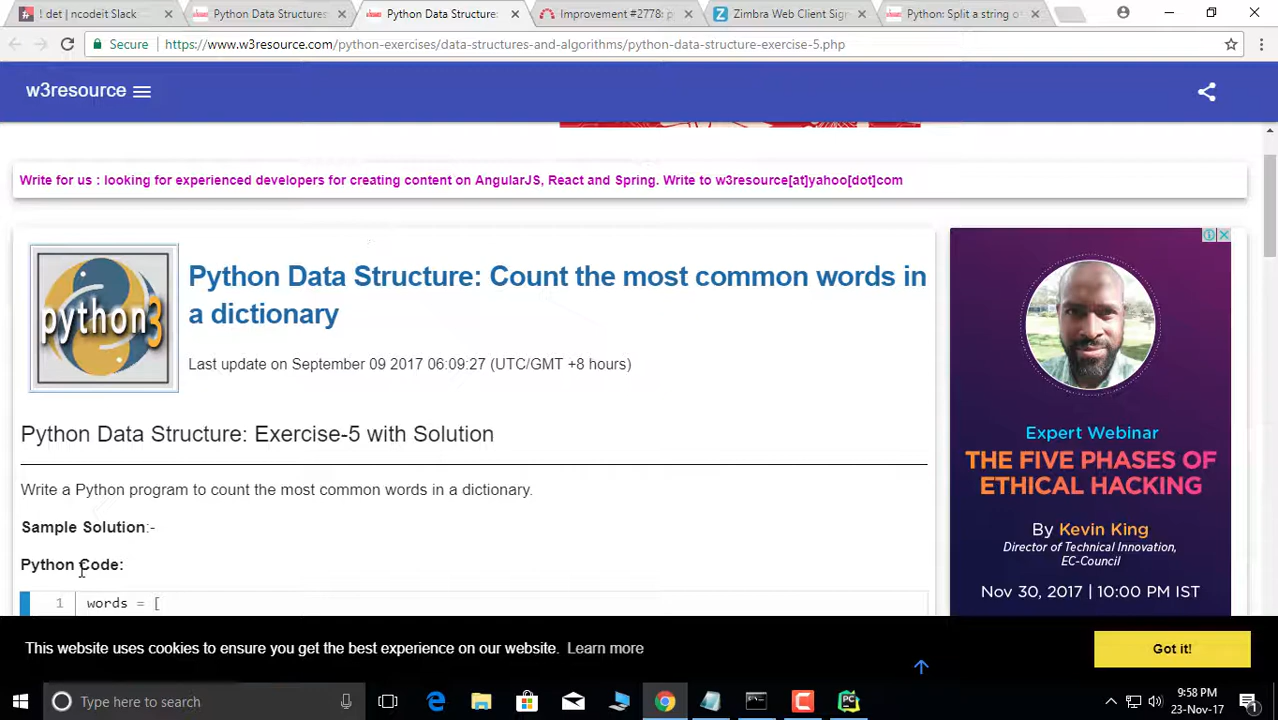 ! det | ncodeit Slack
Python Data Structures
Python Data Structure:
Improvement #2778: p
Zimbra Web Client Sig
Python: Split a string o
Secure
https://www.w3resource.com/python-exercises/data-structures-and-algorithms/python-data-structure-exercise-5.php
w3resource
Write for us : looking for experienced developers for creating content on AngularJS, React and Spring. Write to w3resource[at]yahoo[dot]com
python3
Python Data Structure: Count the most common words in
a dictionary
Last update on September 09 2017 06:09:27 (UTC/GMT +8 hours)
Python Data Structure: Exercise-5 with Solution
Write a Python program to count the most common words in a dictionary.
Sample Solution:-
Python Code:
1 words = [
Expert Webinar
THE FIVE PHASES OF
ETHICAL HACKING
By Kevin King
Director of Technical Innovation,
EC-Council
Nov 30, 2017 | 10:00 PM IST
This website uses cookies to ensure you get the best experience on our website. Learn more
Got it!
Type here to search
9:58 PM
23-Nov-17
1